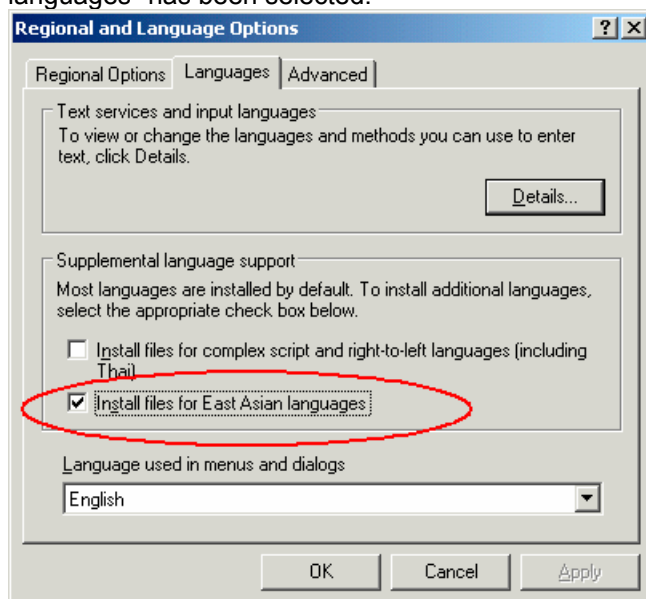 languages" has been selected.
Regional and Language Options
Regional Options Languages Advanced
Text services and input languages
To view or change the languages and methods you can use to enter
text, click Details.
Details...
Supplemental language support
Most languages are installed by default. To install additional languages,
select the appropriate check box below.
Install files for complex script and right-to-left languages (including
Thai)
Install files for East Asian languages
Language used in menus and dialogs
English
OK Cancel Apply